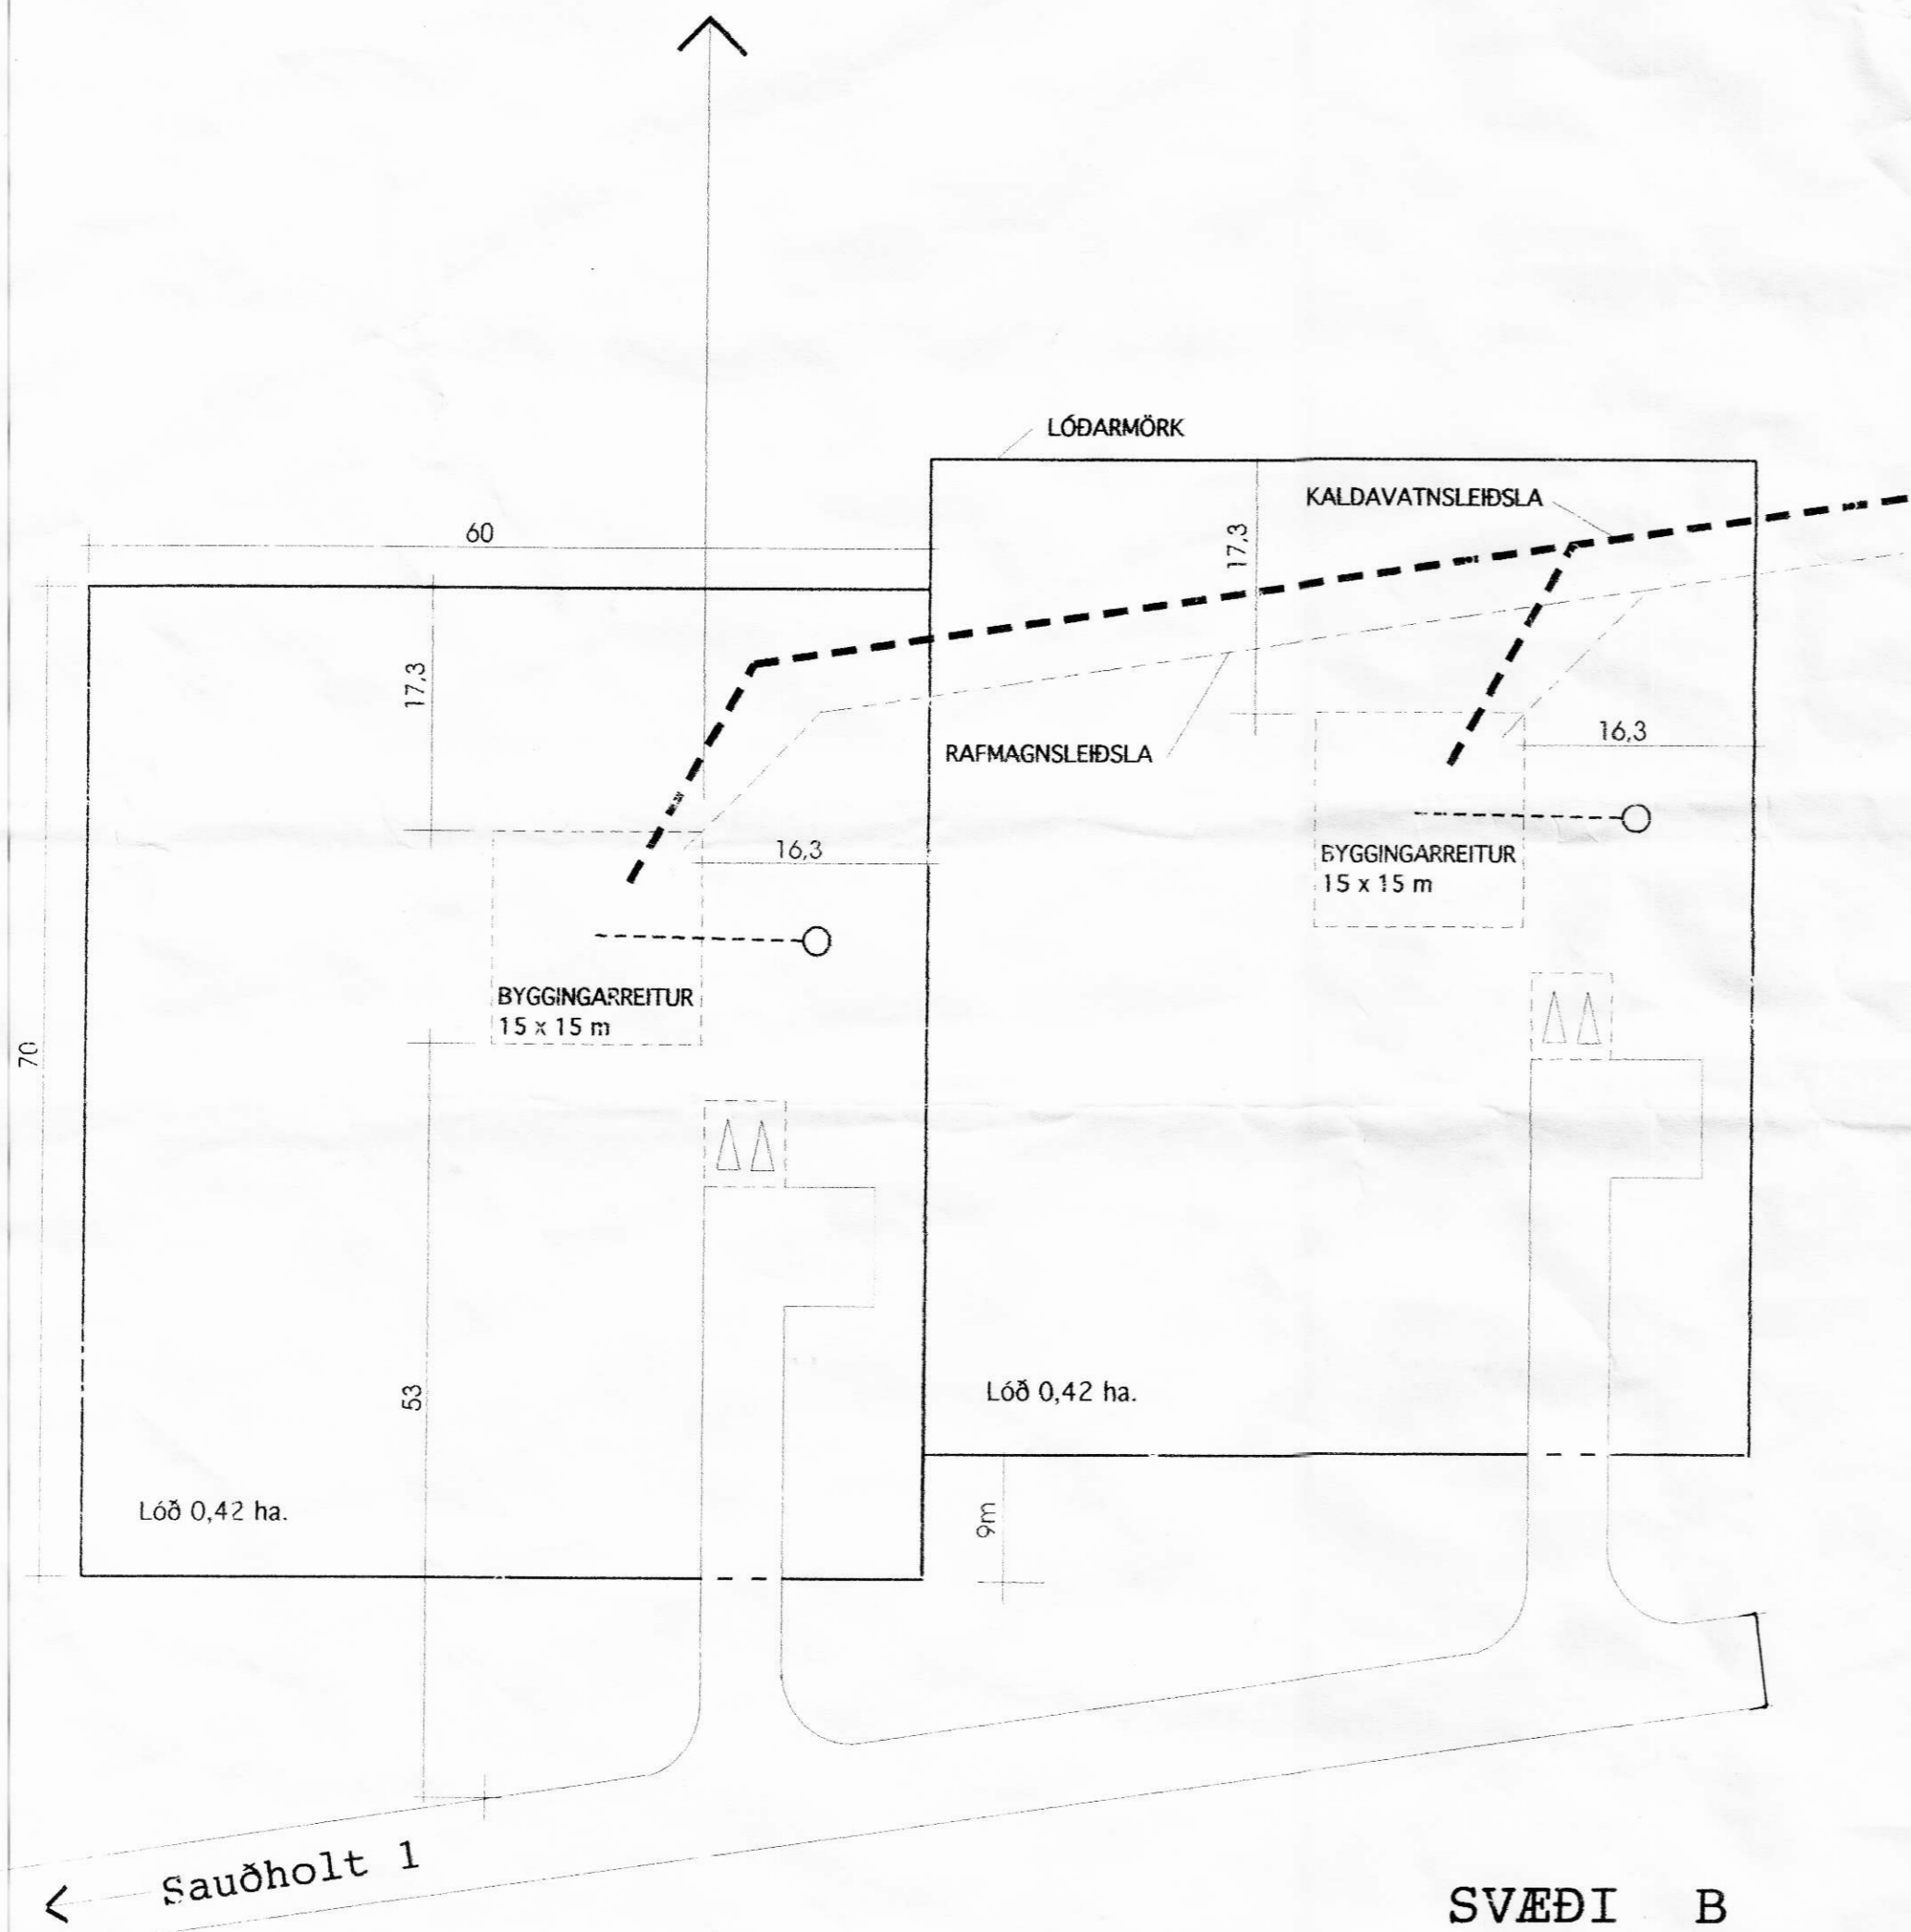 LÓÐARMÖRK
KALDAVATNSLEIÐSLA
60
17,3
17,3
RAFMAGNSLEIÐSLA
16,3
16,3
BYGGINGARREITUR
15 x 15 m
BYGGINGARREITUR
15 x 15 m
70
53
Lóð 0,42 ha.
Lóð 0,42 ha.
9m
Sauðholt 1
SVÆÐI B